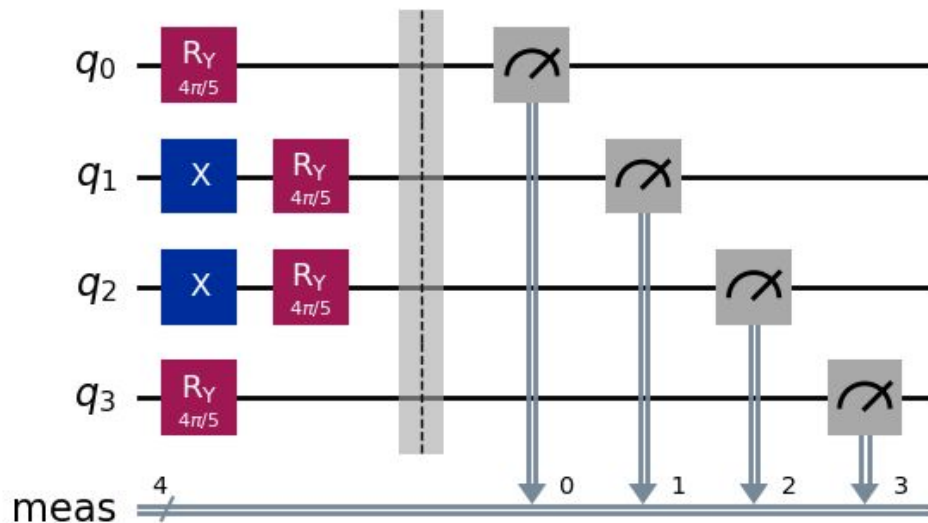 q0 RY 4π/5
q1 X RY 4π/5
q2 X RY 4π/5
q3 RY 4π/5
meas 4 0 1 2 3